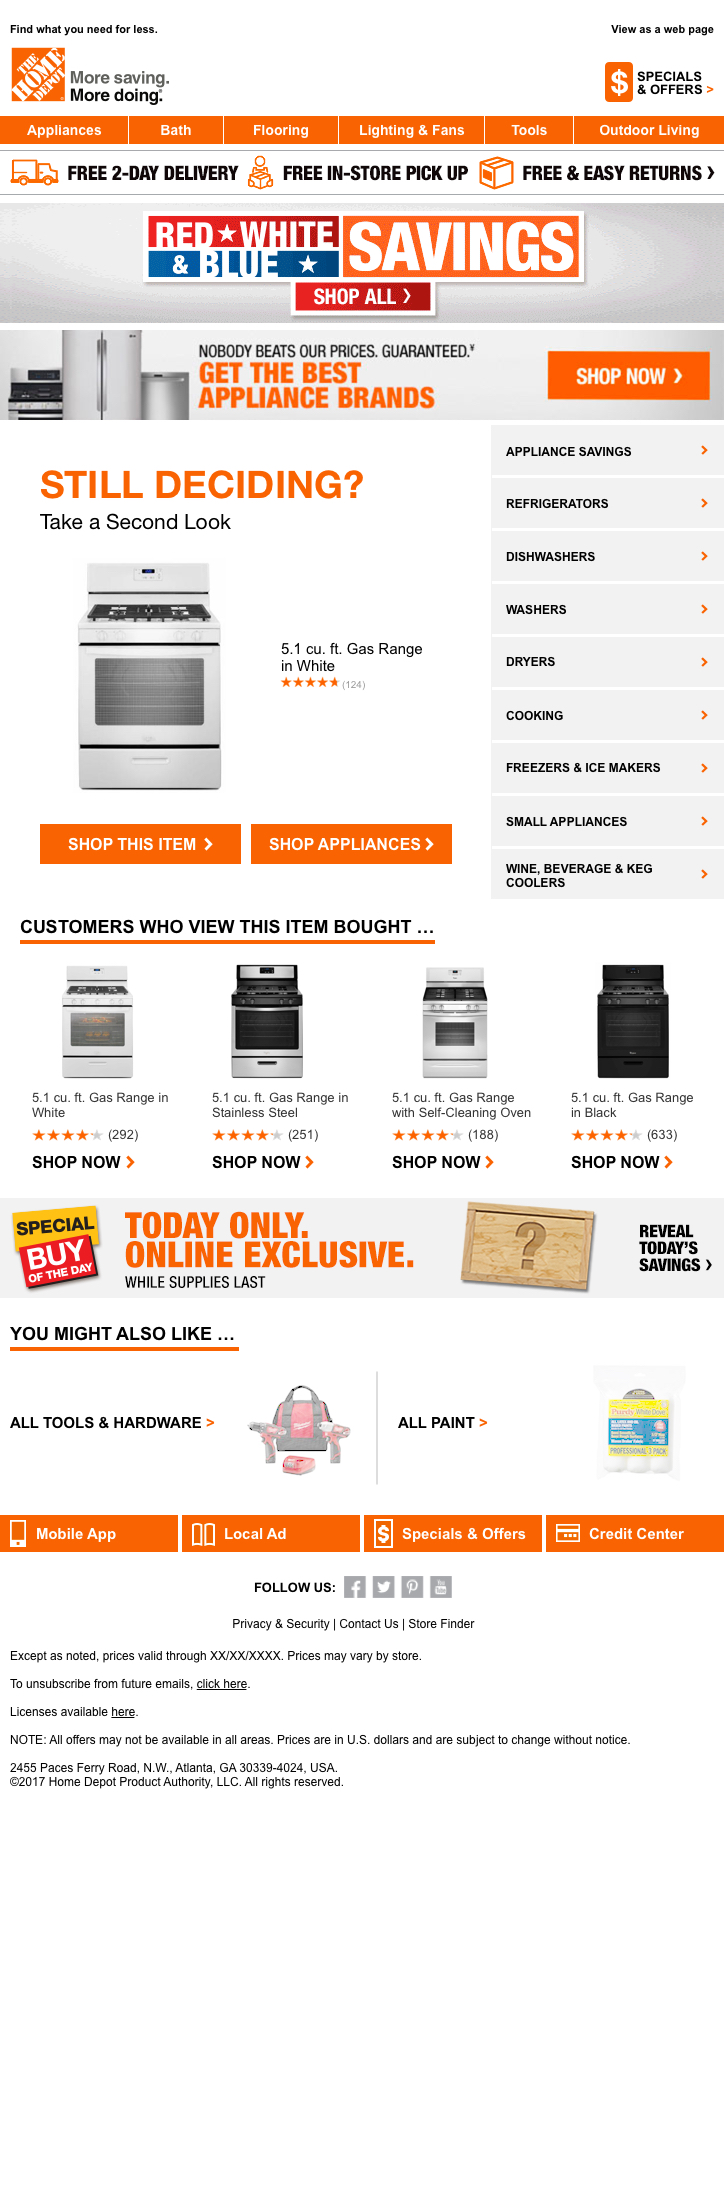 Find what you need for less.
View as a web page
THE HOME DEPOT
More saving.
More doing.®
SPECIALS
& OFFERS >
Appliances
Bath
Flooring
Lighting & Fans
Tools
Outdoor Living
FREE 2-DAY DELIVERY
FREE IN-STORE PICK UP
FREE & EASY RETURNS ❯
RED ★ WHITE
& BLUE ★
SAVINGS
SHOP ALL ❯
NOBODY BEATS OUR PRICES. GUARANTEED.¥
GET THE BEST
APPLIANCE BRANDS
SHOP NOW ❯
STILL DECIDING?
Take a Second Look
5.1 cu. ft. Gas Range
in White
(124)
SHOP THIS ITEM ❯
SHOP APPLIANCES ❯
APPLIANCE SAVINGS
REFRIGERATORS
DISHWASHERS
WASHERS
DRYERS
COOKING
FREEZERS & ICE MAKERS
SMALL APPLIANCES
WINE, BEVERAGE & KEG
COOLERS
CUSTOMERS WHO VIEW THIS ITEM BOUGHT …
5.1 cu. ft. Gas Range in
White
(292)
SHOP NOW ❯
5.1 cu. ft. Gas Range in
Stainless Steel
(251)
SHOP NOW ❯
5.1 cu. ft. Gas Range
with Self-Cleaning Oven
(188)
SHOP NOW ❯
5.1 cu. ft. Gas Range
in Black
(633)
SHOP NOW ❯
SPECIAL
BUY
OF THE DAY
TODAY ONLY.
ONLINE EXCLUSIVE.
WHILE SUPPLIES LAST
?
REVEAL
TODAY'S
SAVINGS ❯
YOU MIGHT ALSO LIKE …
ALL TOOLS & HARDWARE >
ALL PAINT >
Purdy White Dove
PROFESSIONAL 3 PACK
Mobile App
Local Ad
Specials & Offers
Credit Center
FOLLOW US:
You
Tube
Privacy & Security | Contact Us | Store Finder
Except as noted, prices valid through XX/XX/XXXX. Prices may vary by store.
To unsubscribe from future emails, click here.
Licenses available here.
NOTE: All offers may not be available in all areas. Prices are in U.S. dollars and are subject to change without notice.
2455 Paces Ferry Road, N.W., Atlanta, GA 30339-4024, USA.
©2017 Home Depot Product Authority, LLC. All rights reserved.